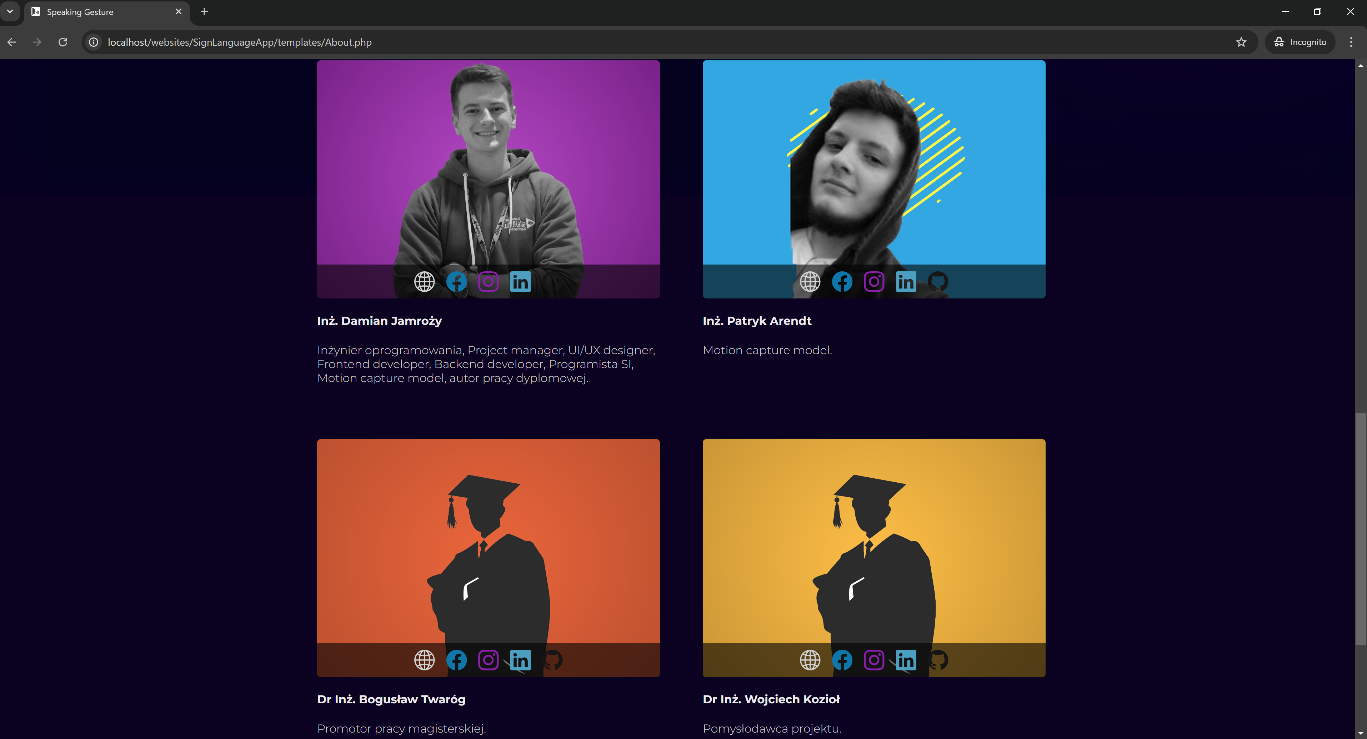 Speaking Gesture
localhost/websites/SignLanguageApp/templates/About.php
Incognito
Inż. Damian Jamroży
Inżynier oprogramowania, Project manager, UI/UX designer,
Frontend developer, Backend developer, Programista SI,
Motion capture model, autor pracy dyplomowej.
Inż. Patryk Arendt
Motion capture model.
Dr Inż. Bogusław Twaróg
Promotor pracy magisterskiej.
Dr Inż. Wojciech Kozioł
Pomysłodawca projektu.